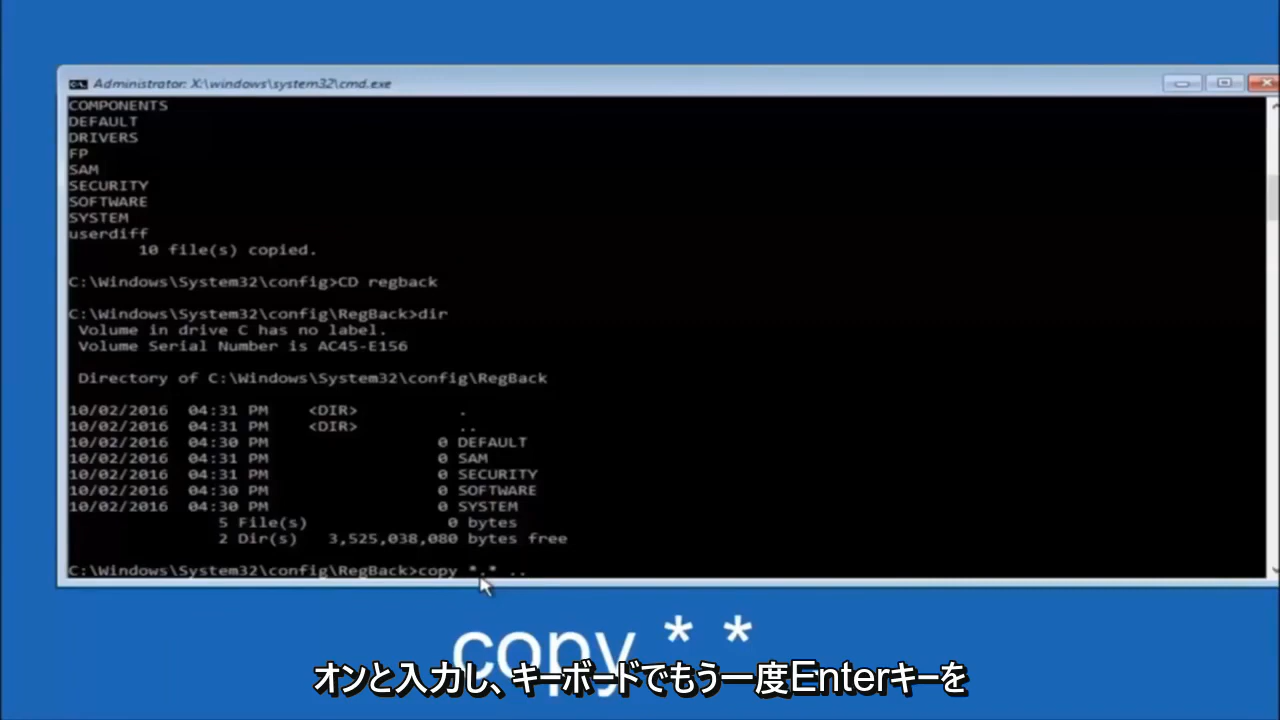 Administrator: X:\windows\system32\cmd.exe
COMPONENTS
DEFAULT
DRIVERS
FP
SAM
SECURITY
SOFTWARE
SYSTEM
userdiff
10 file(s) copied.
C:\Windows\System32\config>CD regback
C:\Windows\System32\config\RegBack>dir
Volume in drive C has no label.
Volume Serial Number is AC45-E156
Directory of C:\Windows\System32\config\RegBack
10/02/2016 04:31 PM <DIR> .
10/02/2016 04:31 PM <DIR> ..
10/02/2016 04:30 PM 0 DEFAULT
10/02/2016 04:31 PM 0 SAM
10/02/2016 04:31 PM 0 SECURITY
10/02/2016 04:30 PM 0 SOFTWARE
10/02/2016 04:30 PM 0 SYSTEM
5 File(s) 0 bytes
2 Dir(s) 3,525,038,080 bytes free
C:\Windows\System32\config\RegBack>copy *.* ..
copy * *
オンと入力し、キーボードでもう一度Enterキーを